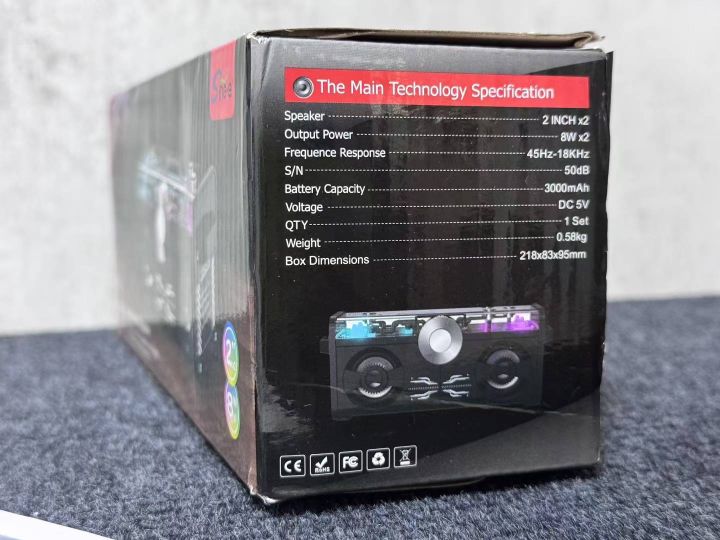 The Main Technology Specification
Speaker 2 INCH x2
Output Power 8W x2
Frequence Response 45Hz-18KHz
S/N 50dB
Battery Capacity 3000mAh
Voltage DC 5V
QTY 1 Set
Weight 0.58kg
Box Dimensions 218x83x95mm
CE
RoHS
FC